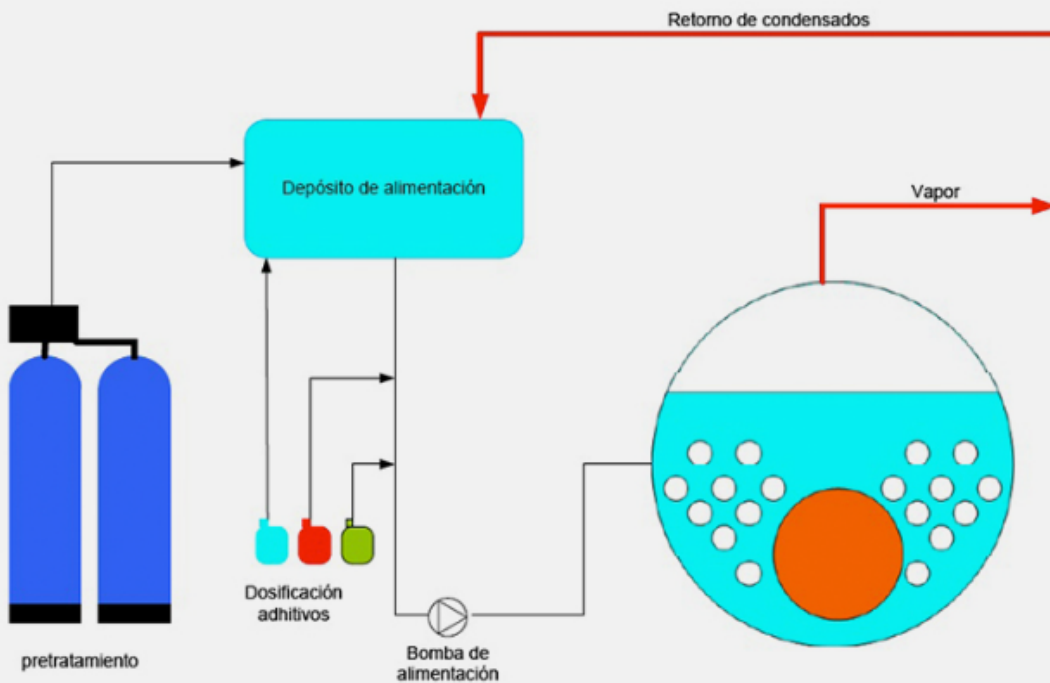 Retorno de condensados
Depósito de alimentación
Vapor
Dosificación
adhitivos
Bomba de
alimentación
pretratamiento